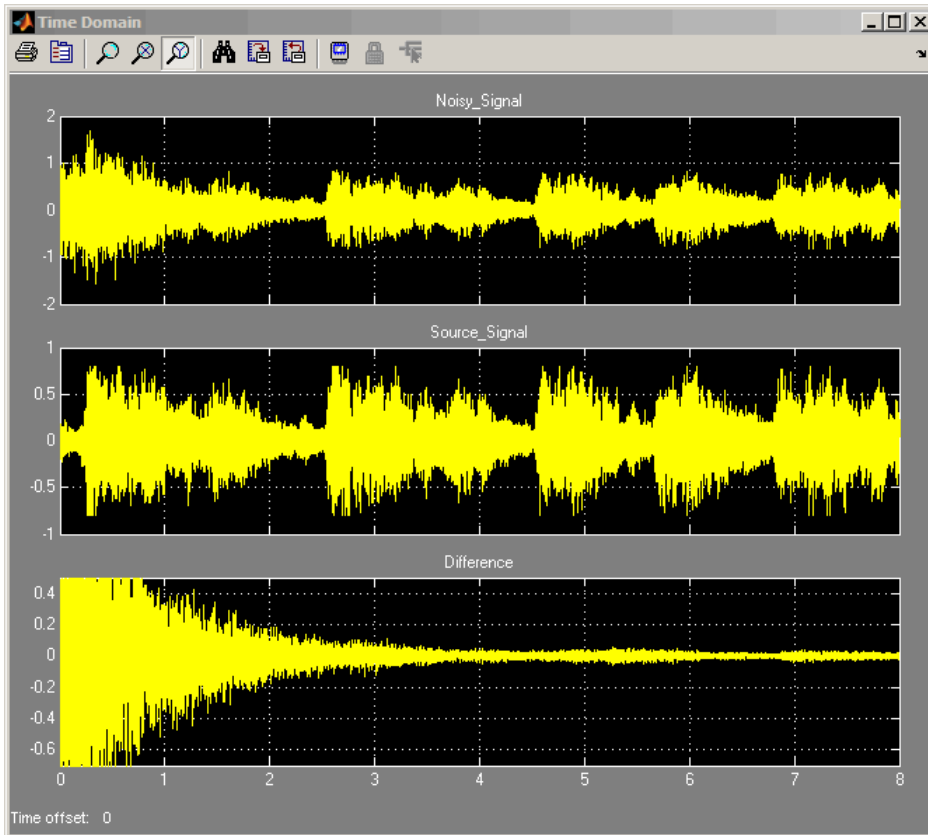 Time Domain
Noisy_Signal
2
1
0
-1
-2
Source_Signal
1
0.5
0
-0.5
-1
Difference
0.4
0.2
0
-0.2
-0.4
-0.6
0 1 2 3 4 5 6 7 8
Time offset: 0